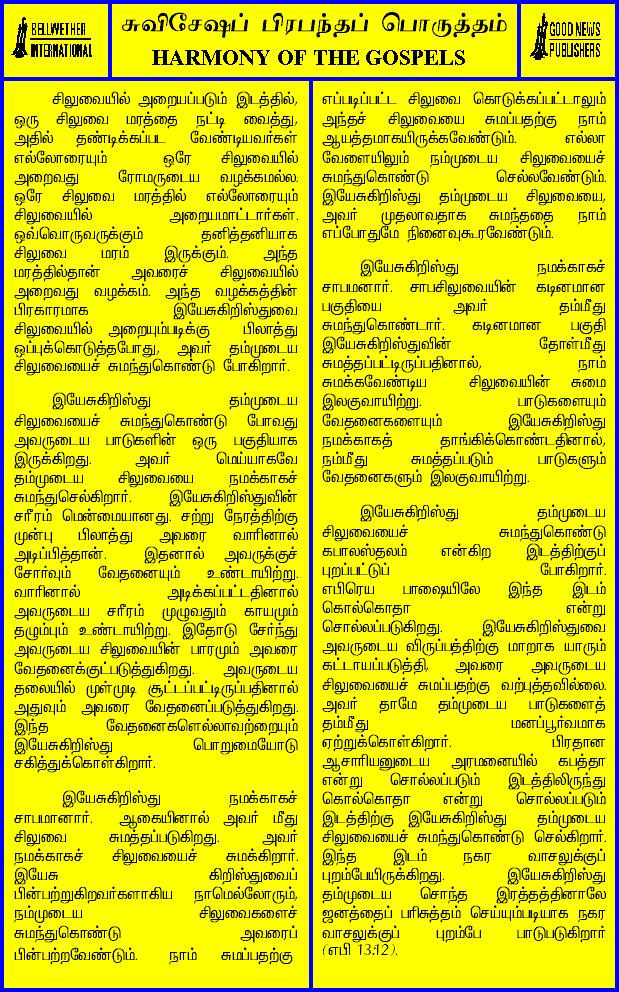 BELLWETHER
INTERNATIONAL
சுவிசேஷப் பிரபந்தப் பொருத்தம்
HARMONY OF THE GOSPELS
GOOD NEWS
PUBLISHERS
சிலுவையில் அறையப்படும் இடத்தில்,
ஒரு சிலுவை மரத்தை நட்டி வைத்து,
அதில் தண்டிக்கப்பட வேண்டியவர்கள்
எல்லோரையும் ஒரே சிலுவையில்
அறைவது ரோமருடைய வழக்கமல்ல.
ஒரே சிலுவை மரத்தில் எல்லோரையும்
சிலுவையில் அறையமாட்டார்கள்.
ஒவ்வொருவருக்கும் தனித்தனியாக
சிலுவை மரம் இருக்கும். அந்த
மரத்தில்தான் அவரைச் சிலுவையில்
அறைவது வழக்கம். அந்த வழக்கத்தின்
பிரகாரமாக இயேசுகிறிஸ்துவை
சிலுவையில் அறையும்படிக்கு பிலாத்து
ஒப்புக்கொடுத்தபோது, அவர் தம்முடைய
சிலுவையைச் சுமந்துகொண்டு போகிறார்.
இயேசுகிறிஸ்து தம்முடைய
சிலுவையைச் சுமந்துகொண்டு போவது
அவருடைய பாடுகளின் ஒரு பகுதியாக
இருக்கிறது. அவர் மெய்யாகவே
தம்முடைய சிலுவையை நமக்காகச்
சுமந்துசெல்கிறார். இயேசுகிறிஸ்துவின்
சரீரம் மென்மையானது. சற்று நேரத்திற்கு
முன்பு பிலாத்து அவரை வாரினால்
அடிப்பித்தான். இதனால் அவருக்குச்
சோர்வும் வேதனையும் உண்டாயிற்று.
வாரினால் அடிக்கப்பட்டதினால்
அவருடைய சரீரம் முழுவதும் காயமும்
தழும்பும் உண்டாயிற்று. இதோடு சேர்ந்து
அவருடைய சிலுவையின் பாரமும் அவரை
வேதனைக்குட்படுத்துகிறது. அவருடைய
தலையில் முள்முடி சூட்டப்பட்டிருப்பதினால்
அதுவும் அவரை வேதனைப்படுத்துகிறது.
இந்த வேதனைகளெல்லாவற்றையும்
இயேசுகிறிஸ்து பொறுமையோடு
சகித்துக்கொள்கிறார்.
இயேசுகிறிஸ்து நமக்காகச்
சாபமானார். ஆகையினால் அவர் மீது
சிலுவை சுமத்தப்படுகிறது. அவர்
நமக்காகச் சிலுவையைச் சுமக்கிறார்.
இயேசு கிறிஸ்துவைப்
பின்பற்றுகிறவர்களாகிய நாமெல்லோரும்,
நம்முடைய சிலுவைகளைச்
சுமந்துகொண்டு அவரைப்
பின்பற்றவேண்டும். நாம் சுமப்பதற்கு
எப்படிப்பட்ட சிலுவை கொடுக்கப்பட்டாலும்
அந்தச் சிலுவையை சுமப்பதற்கு நாம்
ஆயத்தமாகயிருக்கவேண்டும். எல்லா
வேளையிலும் நம்முடைய சிலுவையைச்
சுமந்துகொண்டு செல்லவேண்டும்.
இயேசுகிறிஸ்து தம்முடைய சிலுவையை,
அவர் முதலாவதாக சுமந்ததை நாம்
எப்போதுமே நினைவுகூரவேண்டும்.
இயேசுகிறிஸ்து நமக்காகச்
சாபமனார். சாபசிலுவையின் கடினமான
பகுதியை அவர் தம்மீது
சுமந்துகொண்டார். கடினமான பகுதி
இயேசுகிறிஸ்துவின் தோள்மீது
சுமத்தப்பட்டிருப்பதினால், நாம்
சுமக்கவேண்டிய சிலுவையின் சுமை
இலகுவாயிற்று. பாடுகளையும்
வேதனைகளையும் இயேசுகிறிஸ்து
நமக்காகத் தாங்கிக்கொண்டதினால்,
நம்மீது சுமத்தப்படும் பாடுகளும்
வேதனைகளும் இலகுவாயிற்று.
இயேசுகிறிஸ்து தம்முடைய
சிலுவையைச் சுமந்துகொண்டு
கபாலஸ்தலம் என்கிற இடத்திற்குப்
புறப்பட்டுப் போகிறார்.
எபிரெய பாஷையிலே இந்த இடம்
கொல்கொதா என்று
சொல்லப்படுகிறது. இயேசுகிறிஸ்துவை
அவருடைய விருப்பத்திற்கு மாறாக யாரும்
கட்டாயப்படுத்தி, அவரை அவருடைய
சிலுவையைச் சுமப்பதற்கு வற்புத்தவில்லை.
அவர் தாமே தம்முடைய பாடுகளைத்
தம்மீது மனப்பூர்வமாக
ஏற்றுக்கொள்கிறார். பிரதான
ஆசாரியனுடைய அரமனையில் கபத்தா
என்று சொல்லப்படும் இடத்திலிருந்து
கொல்கொதா என்று சொல்லப்படும்
இடத்திற்கு இயேசுகிறிஸ்து தம்முடைய
சிலுவையைச் சுமந்துகொண்டு செல்கிறார்.
இந்த இடம் நகர வாசலுக்குப்
புறம்பேயிருக்கிறது. இயேசுகிறிஸ்து
தம்முடைய சொந்த இரத்தத்தினாலே
ஜனத்தைப் பரிசுத்தம் செய்யும்படியாக நகர
வாசலுக்குப் புறம்பே பாடுபடுகிறார்
(எபி 13:12).